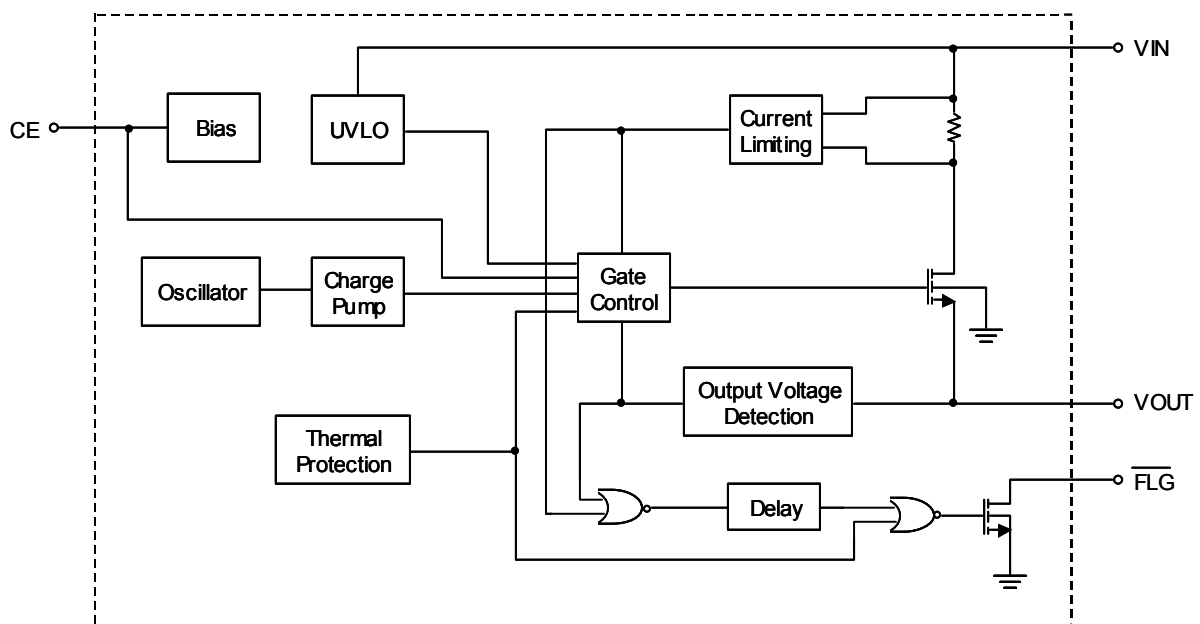 VIN
CE
Bias
UVLO
Current
Limiting
Oscillator
Charge
Pump
Gate
Control
Output Voltage
Detection
VOUT
Thermal
Protection
FLG
Delay